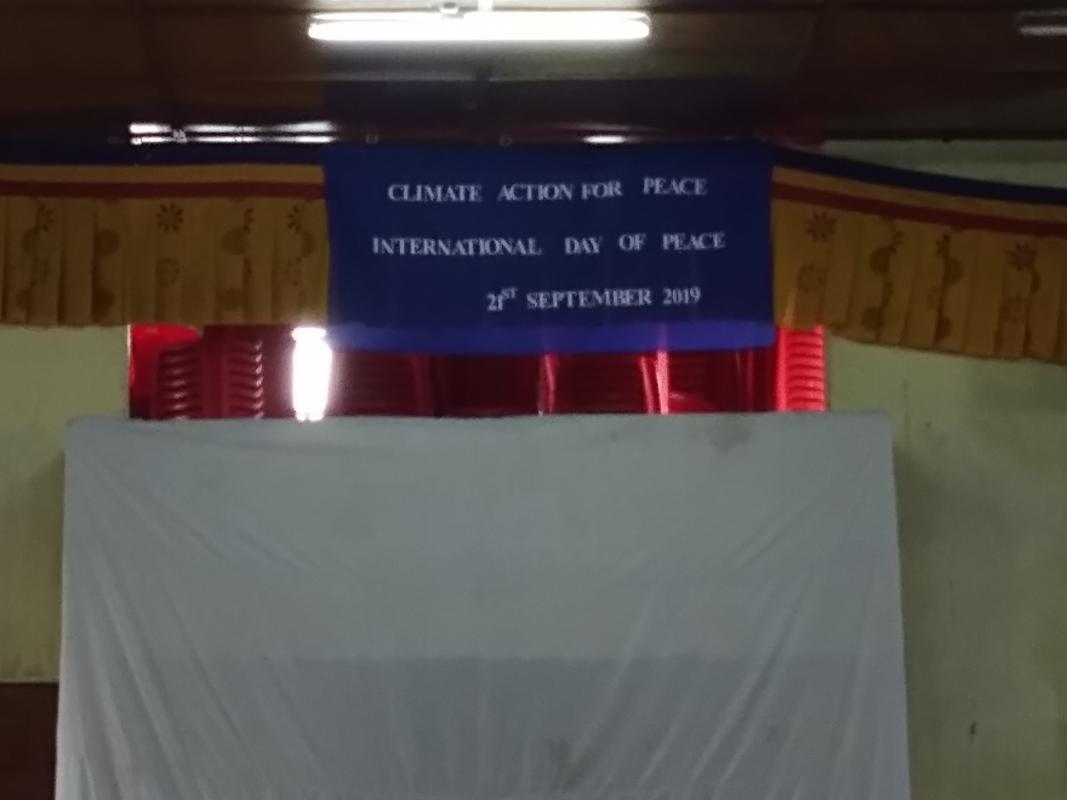 CLIMATE ACTION FOR PEACE
INTERNATIONAL DAY OF PEACE
21ST SEPTEMBER 2019